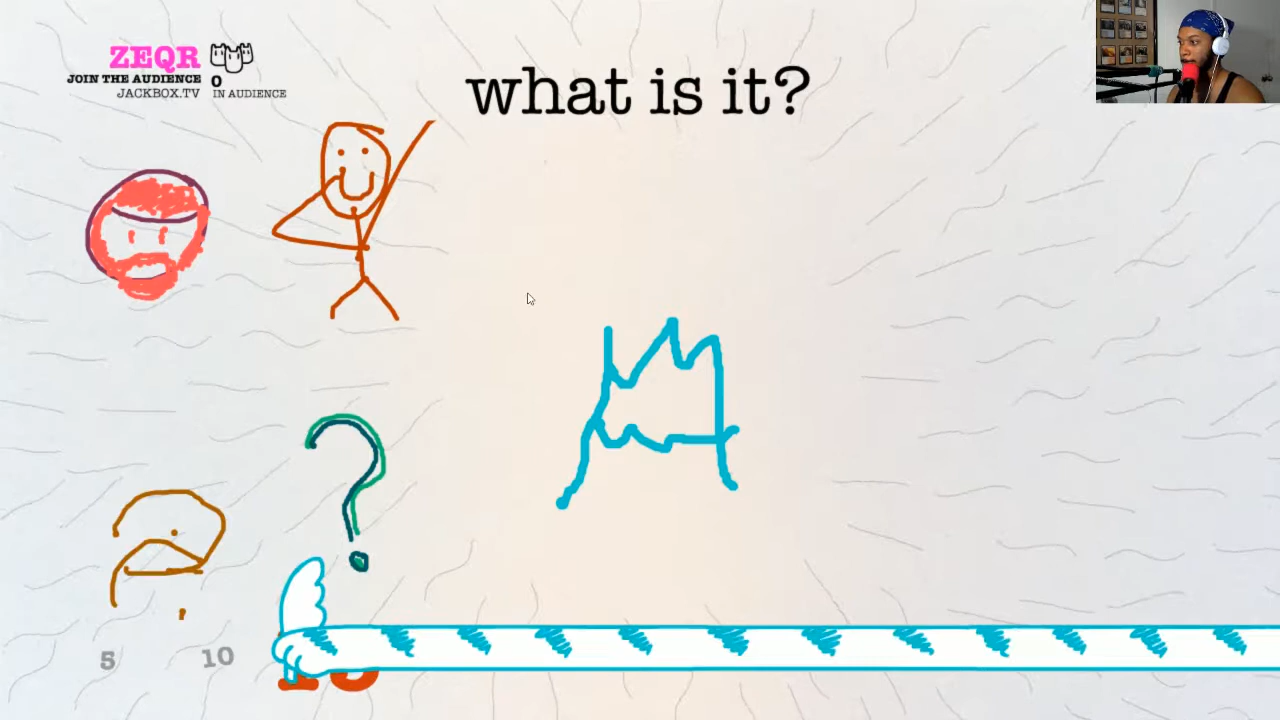 ZEQR
JOIN THE AUDIENCE
JACKBOX.TV
0
IN AUDIENCE
what is it?
?
5
10